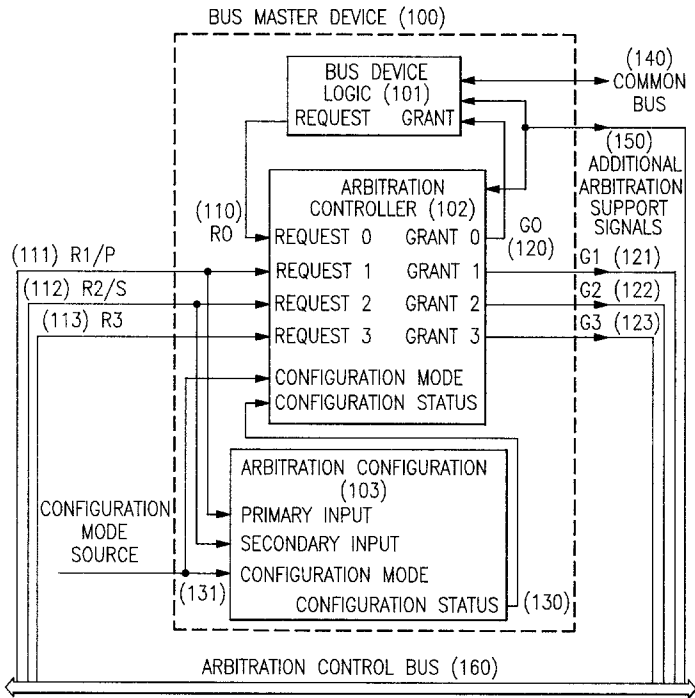 BUS MASTER DEVICE (100)
BUS DEVICE
LOGIC (101)
REQUEST GRANT
(140)
COMMON
BUS
(150)
ADDITIONAL
ARBITRATION
SUPPORT
SIGNALS
ARBITRATION
CONTROLLER (102)
(110)
RO
GO
(120)
REQUEST 0 GRANT 0
(111) R1/P
REQUEST 1 GRANT 1
G1 (121)
(112) R2/S
REQUEST 2 GRANT 2
G2 (122)
(113) R3
REQUEST 3 GRANT 3
G3 (123)
CONFIGURATION MODE
CONFIGURATION STATUS
ARBITRATION CONFIGURATION
(103)
CONFIGURATION
MODE
SOURCE
PRIMARY INPUT
SECONDARY INPUT
CONFIGURATION MODE
(131)
CONFIGURATION STATUS
(130)
ARBITRATION CONTROL BUS (160)